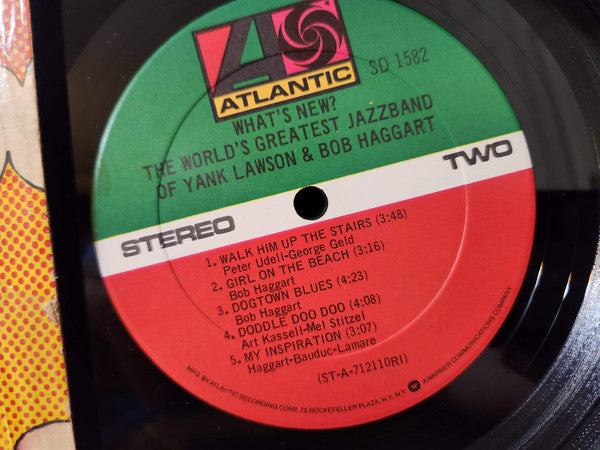 ATLANTIC
SD 1582
WHAT'S NEW?
THE WORLD'S GREATEST JAZZBAND
OF YANK LAWSON & BOB HAGGART
STEREO
TWO
1. WALK HIM UP THE STAIRS (3:48)
Peter Udell-George Geld
2. GIRL ON THE BEACH (3:16)
Bob Haggart
3. DOGTOWN BLUES (4:23)
Bob Haggart
4. DODDLE DOO DOO (4:08)
Art Kassell-Mel Stitzel
5. MY INSPIRATION (3:07)
Haggart-Bauduc-Lamare
(ST-A-712110RI)
MFG. BY ATLANTIC RECORDING CORP., 75 ROCKEFELLER PLAZA, N.Y., N.Y. A WARNER COMMUNICATIONS COMPANY